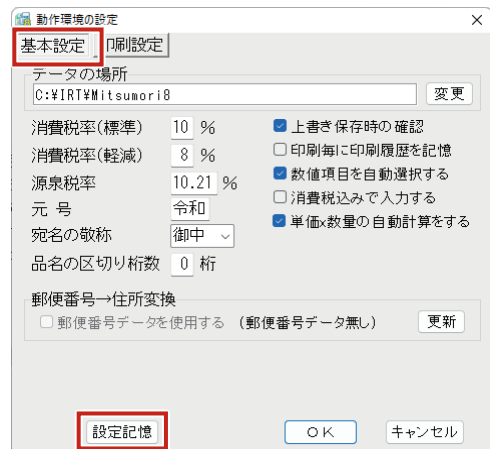 動作環境の設定
基本設定 印刷設定
データの場所
C:¥IRT¥Mitsumori8 変更
消費税率(標準) 10 %
消費税率(軽減) 8 %
源泉税率 10.21 %
元 号 令和
宛名の敬称 御中
品名の区切り桁数 0 桁
上書き保存時の確認
印刷毎に印刷履歴を記憶
数値項目を自動選択する
消費税込みで入力する
単価x数量の自動計算をする
郵便番号→住所変換
郵便番号データを使用する (郵便番号データ無し) 更新
設定記憶 OK キャンセル